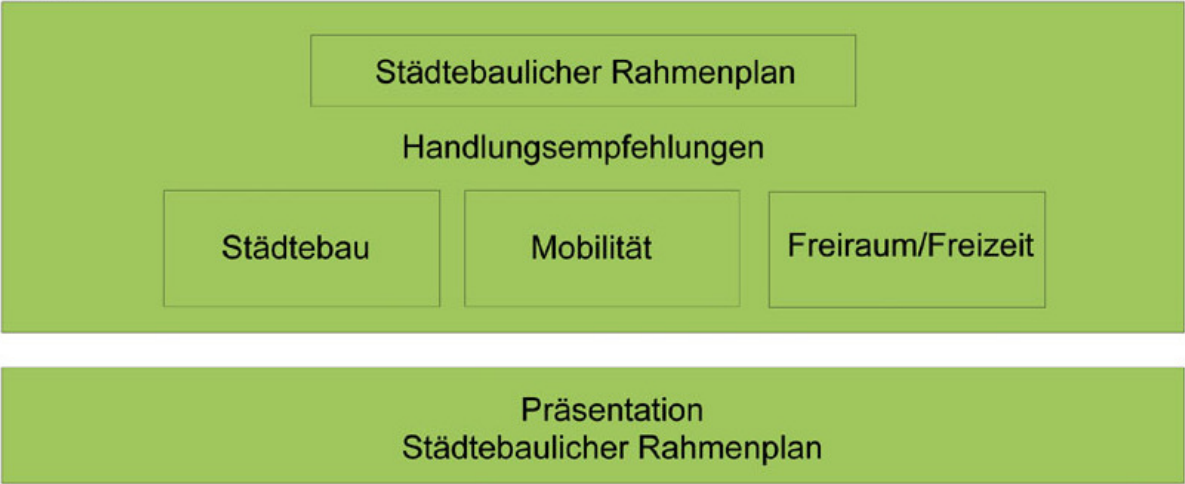 Städtebaulicher Rahmenplan
Handlungsempfehlungen
Städtebau
Mobilität
Freiraum/Freizeit
Präsentation
Städtebaulicher Rahmenplan